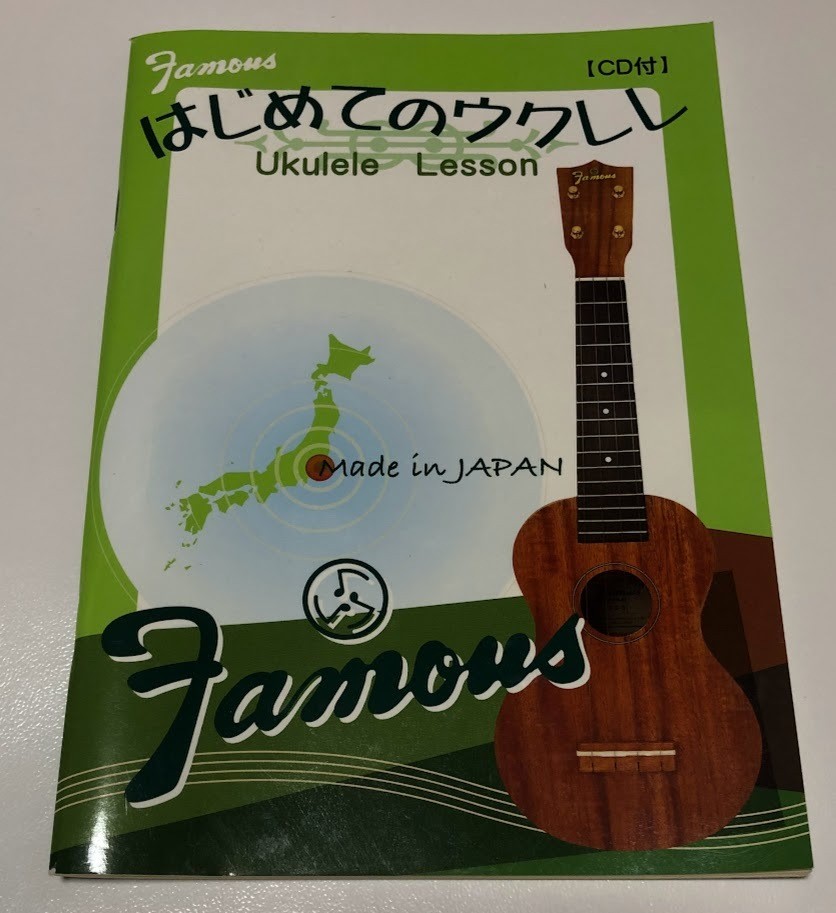 Famous
【CD付】
はじめてのウクレレ
Ukulele Lesson
Famous
Made in JAPAN
Famous